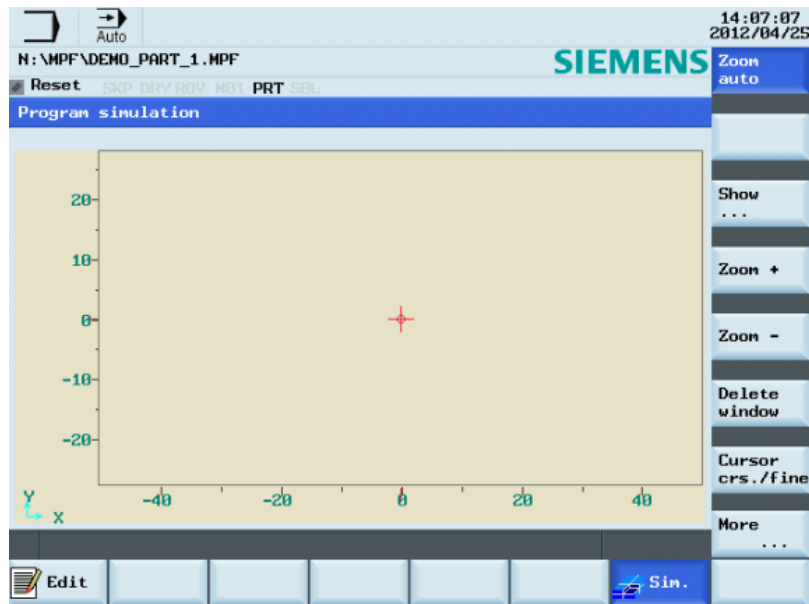 14:07:07
Auto
2012/04/25
N:\MPF\DEMO_PART_1.MPF
SIEMENS
Zoom
auto
Reset SKP DRY ROV M01 PRT SBL
Program simulation
Show
...
20
10
Zoom +
0
Zoom -
-10
Delete
window
-20
Cursor
crs./fine
Y
X
-40 -20 0 20 40
More
...
Edit
Sim.